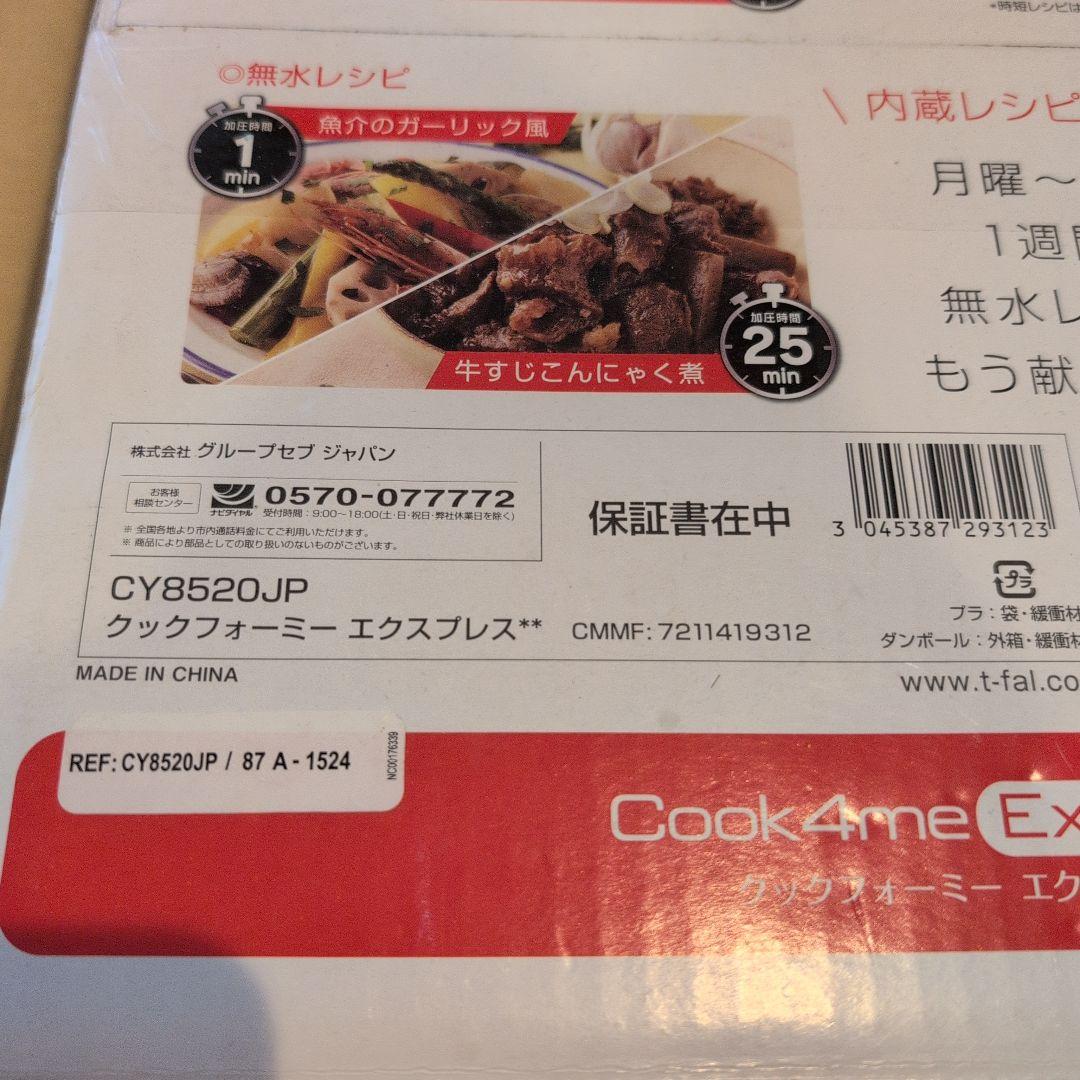 *時短レシピは
◎無水レシピ
加圧時間
1
min
魚介のガーリック風
牛すじこんにゃく煮
加圧時間
25
min
\ 内蔵レシピ
月曜～
1週間
無水レ
もう献
株式会社 グループセブ ジャパン
お客様
相談センター
ナビダイヤル
0570-077772
受付時間：9:00～18:00(土・日・祝日・弊社休業日を除く)
※ 全国各地より市内通話料金にてご利用いただけます。
※ 商品により部品としての取り扱いのないものがございます。
保証書在中
3 045387 293123
CY8520JP
クックフォーミー エクスプレス**
CMMF: 7211419312
プラ
プラ：袋・緩衝材
ダンボール：外箱・緩衝材
MADE IN CHINA
www.t-fal.co
REF: CY8520JP / 87 A - 1524
NC00176339
Cook4me Ex
クックフォーミー エク